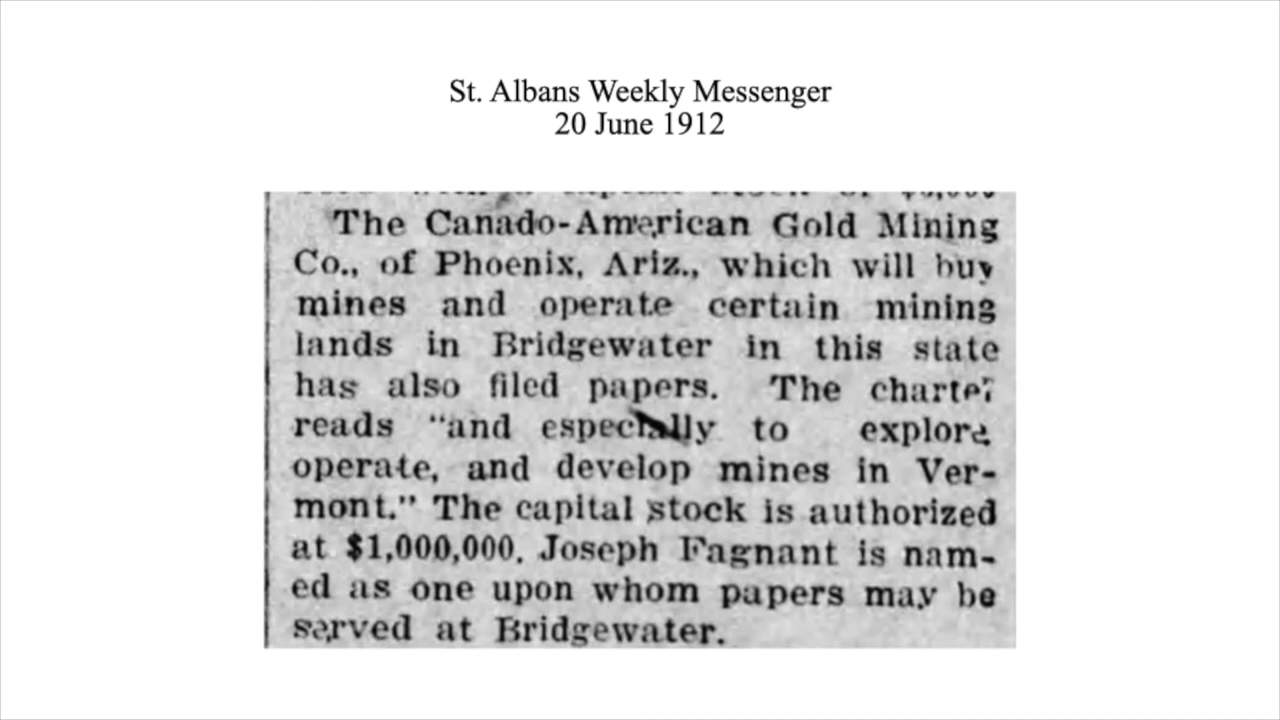 St. Albans Weekly Messenger
20 June 1912
The Canado-American Gold Mining
Co., of Phoenix, Ariz., which will buy
mines and operate certain mining
lands in Bridgewater in this state
has also filed papers. The charter
reads "and especially to explore
operate, and develop mines in Ver-
mont." The capital stock is authorized
at $1,000,000. Joseph Fagnant is nam-
ed as one upon whom papers may be
served at Bridgewater.